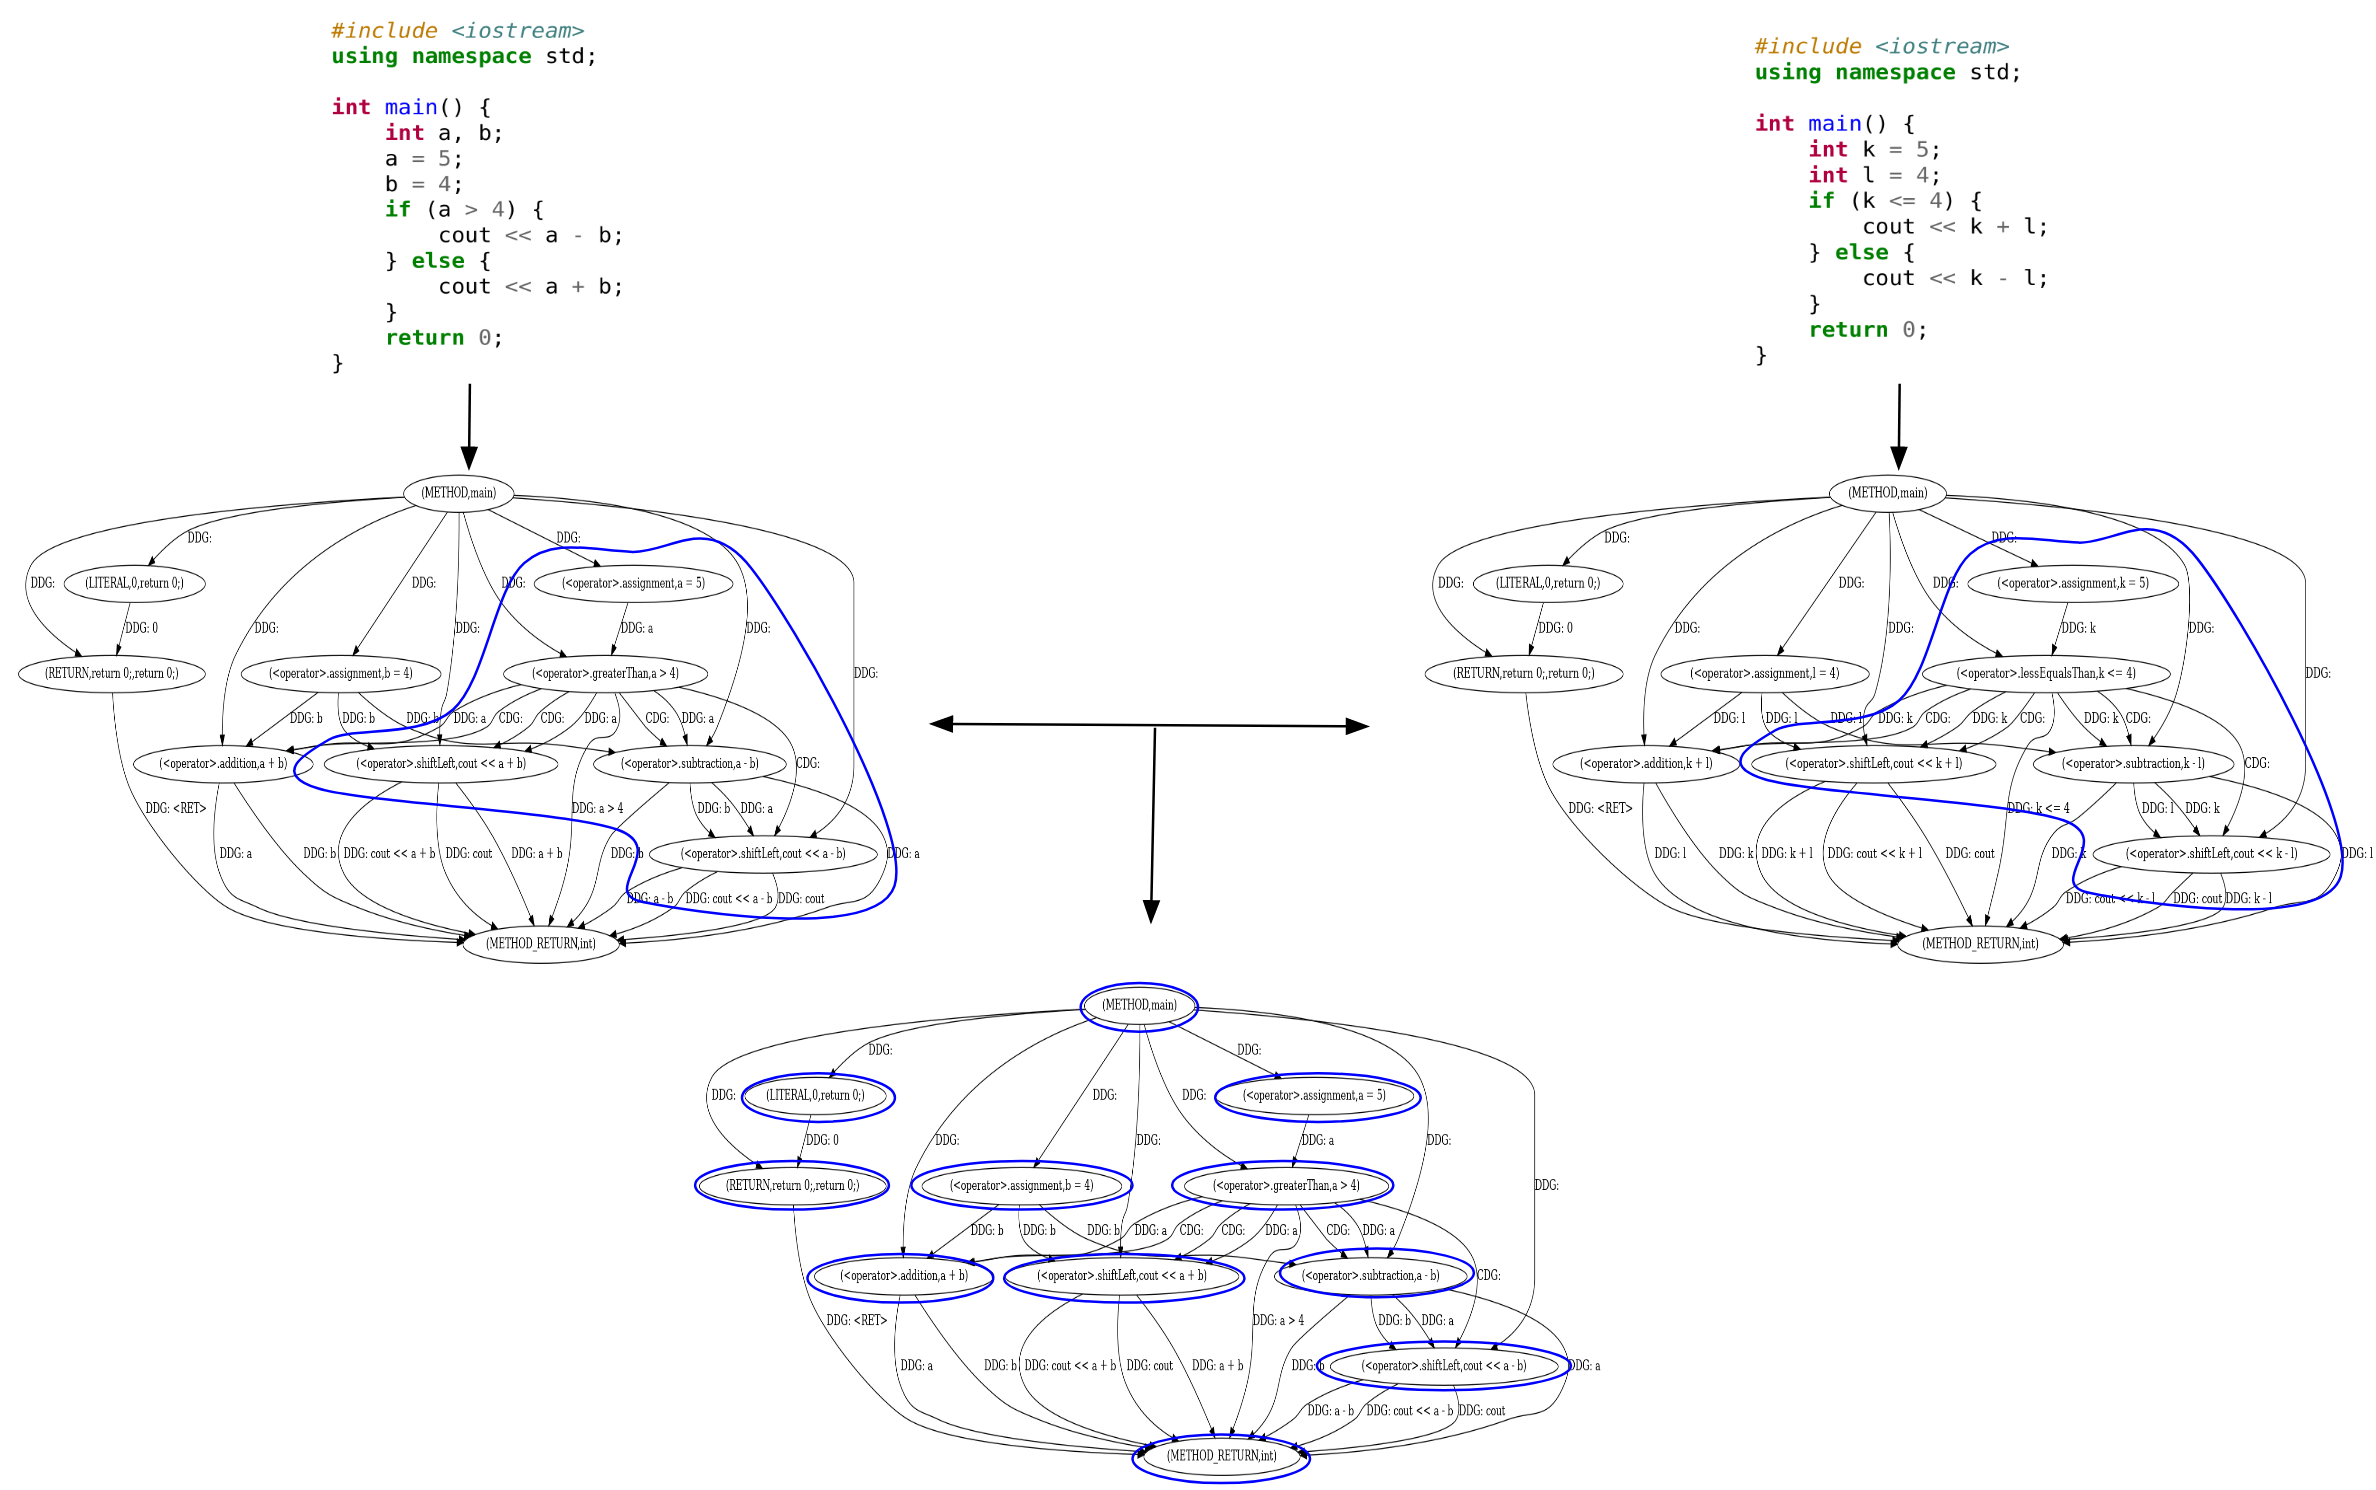 #include <iostream>
using namespace std;
int main() {
    int a, b;
    a = 5;
    b = 4;
    if (a > 4) {
        cout << a - b;
    } else {
        cout << a + b;
    }
    return 0;
}
#include <iostream>
using namespace std;
int main() {
    int k = 5;
    int l = 4;
    if (k <= 4) {
        cout << k + l;
    } else {
        cout << k - l;
    }
    return 0;
}
(METHOD,main)
DDG:
DDG:
DDG:
(LITERAL,0,return 0;)
DDG:
DDG:
(<operator>.assignment,a = 5)
DDG: 0
DDG:
DDG:
DDG: a
DDG:
(RETURN,return 0;,return 0;)
(<operator>.assignment,b = 4)
(<operator>.greaterThan,a > 4)
DDG:
DDG: b
DDG: b
DDG: b
DDG: a
CDG:
CDG:
DDG: a
CDG:
DDG: a
(<operator>.addition,a + b)
(<operator>.shiftLeft,cout << a + b)
(<operator>.subtraction,a - b)
CDG:
DDG: <RET>
DDG: a > 4
DDG: b
DDG: a
DDG: a
DDG: b
DDG: cout << a + b
DDG: cout
DDG: a + b
DDG: b
(<operator>.shiftLeft,cout << a - b)
DDG: a
DDG: a - b
DDG: cout << a - b
DDG: cout
(METHOD_RETURN,int)
(METHOD,main)
DDG:
DDG:
DDG:
(LITERAL,0,return 0;)
DDG:
DDG:
(<operator>.assignment,k = 5)
DDG: 0
DDG:
DDG:
DDG: k
DDG:
(RETURN,return 0;,return 0;)
(<operator>.assignment,l = 4)
(<operator>.lessEqualsThan,k <= 4)
DDG:
DDG: l
DDG: l
DDG: l
DDG: k
CDG:
DDG: k
CDG:
DDG: k
CDG:
(<operator>.addition,k + l)
(<operator>.shiftLeft,cout << k + l)
(<operator>.subtraction,k - l)
CDG:
DDG: <RET>
DDG: k <= 4
DDG: l
DDG: k
DDG: l
DDG: k
DDG: k + l
DDG: cout << k + l
DDG: cout
DDG: k
(<operator>.shiftLeft,cout << k - l)
DDG: l
DDG: cout << k - l
DDG: cout
DDG: k - l
(METHOD_RETURN,int)
(METHOD,main)
DDG:
DDG:
DDG:
(LITERAL,0,return 0;)
DDG:
DDG:
(<operator>.assignment,a = 5)
DDG: 0
DDG:
DDG:
DDG: a
DDG:
(RETURN,return 0;,return 0;)
(<operator>.assignment,b = 4)
(<operator>.greaterThan,a > 4)
DDG:
DDG: b
DDG: b
DDG: b
DDG: a
CDG:
CDG:
DDG: a
CDG:
DDG: a
(<operator>.addition,a + b)
(<operator>.shiftLeft,cout << a + b)
(<operator>.subtraction,a - b)
CDG:
DDG: <RET>
DDG: a > 4
DDG: b
DDG: a
DDG: a
DDG: b
DDG: cout << a + b
DDG: cout
DDG: a + b
DDG: b
(<operator>.shiftLeft,cout << a - b)
DDG: a
DDG: a - b
DDG: cout << a - b
DDG: cout
(METHOD_RETURN,int)